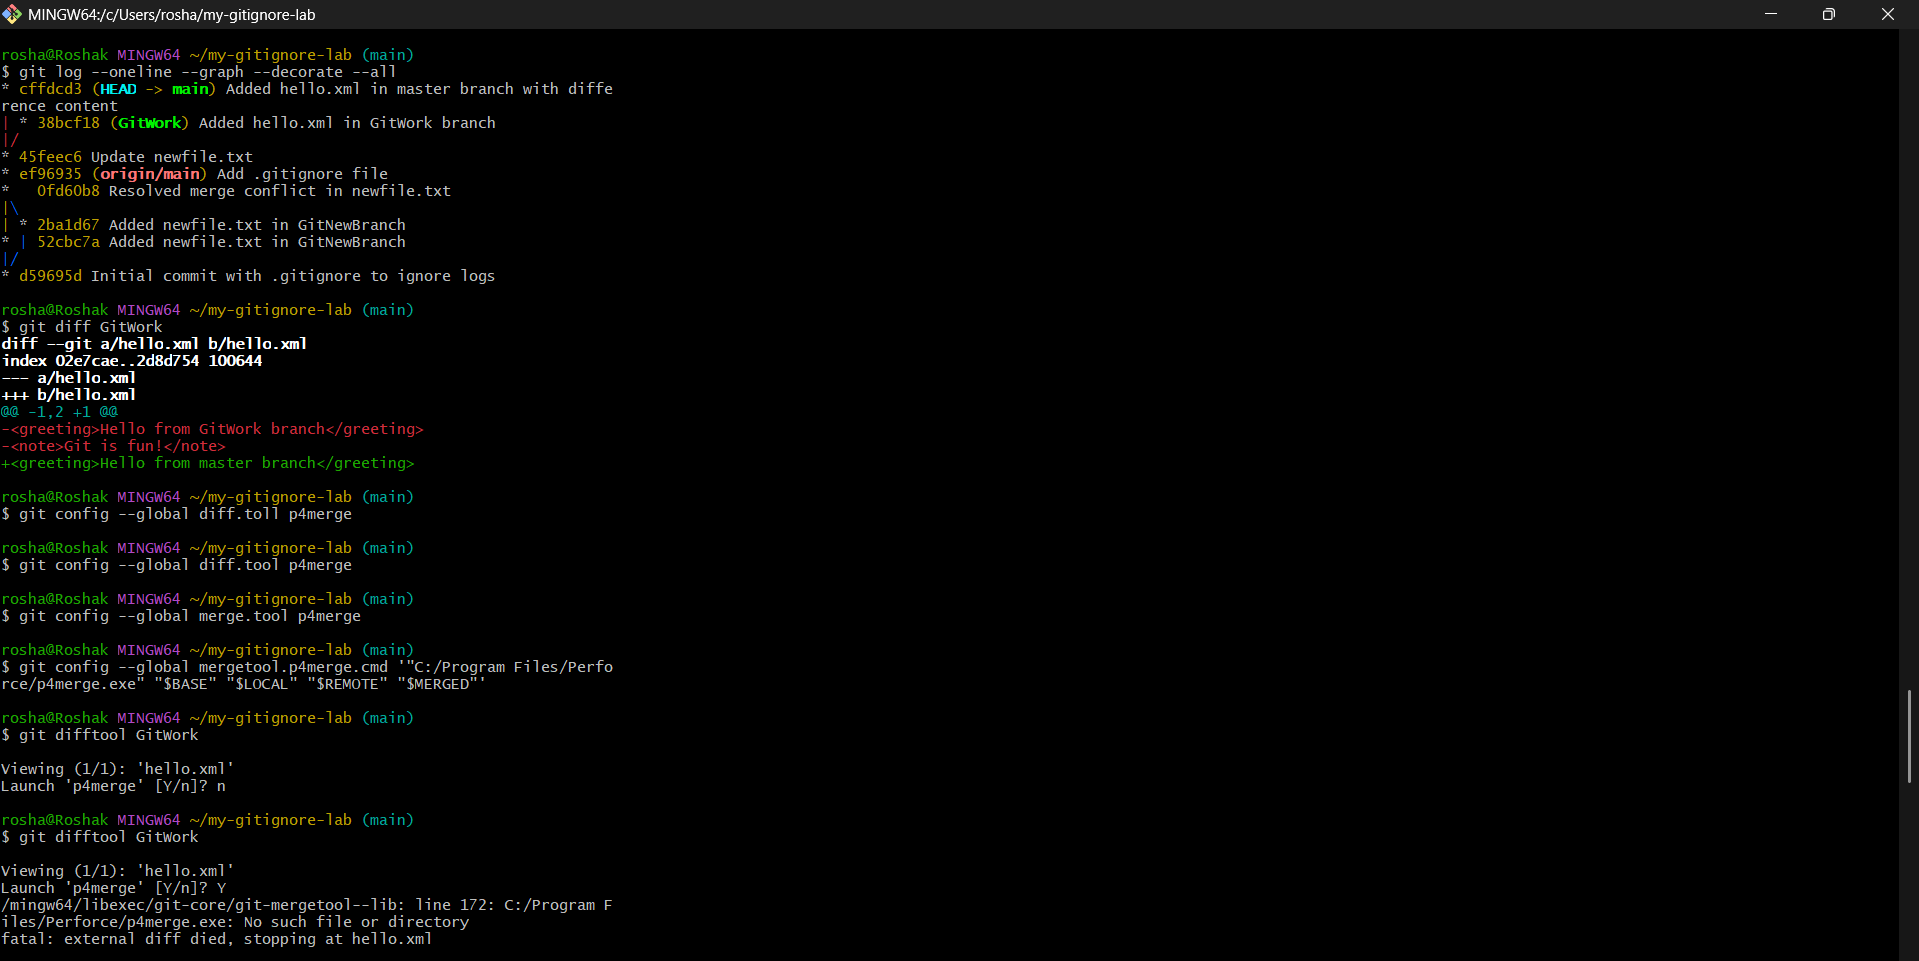 MINGW64:/c/Users/rosha/my-gitignore-lab
rosha@Roshak MINGW64 ~/my-gitignore-lab (main)
$ git log --oneline --graph --decorate --all
* cffdcd3 (HEAD -> main) Added hello.xml in master branch with diffe
rence content
| * 38bcf18 (GitWork) Added hello.xml in GitWork branch
|/
* 45feec6 Update newfile.txt
* ef96935 (origin/main) Add .gitignore file
*   0fd60b8 Resolved merge conflict in newfile.txt
|\
| * 2ba1d67 Added newfile.txt in GitNewBranch
* | 52cbc7a Added newfile.txt in GitNewBranch
|/
* d59695d Initial commit with .gitignore to ignore logs
rosha@Roshak MINGW64 ~/my-gitignore-lab (main)
$ git diff GitWork
diff --git a/hello.xml b/hello.xml
index 02e7cae..2d8d754 100644
--- a/hello.xml
+++ b/hello.xml
@@ -1,2 +1 @@
-<greeting>Hello from GitWork branch</greeting>
-<note>Git is fun!</note>
+<greeting>Hello from master branch</greeting>
rosha@Roshak MINGW64 ~/my-gitignore-lab (main)
$ git config --global diff.toll p4merge
rosha@Roshak MINGW64 ~/my-gitignore-lab (main)
$ git config --global diff.tool p4merge
rosha@Roshak MINGW64 ~/my-gitignore-lab (main)
$ git config --global merge.tool p4merge
rosha@Roshak MINGW64 ~/my-gitignore-lab (main)
$ git config --global mergetool.p4merge.cmd '"C:/Program Files/Perfo
rce/p4merge.exe" "$BASE" "$LOCAL" "$REMOTE" "$MERGED"'
rosha@Roshak MINGW64 ~/my-gitignore-lab (main)
$ git difftool GitWork
Viewing (1/1): 'hello.xml'
Launch 'p4merge' [Y/n]? n
rosha@Roshak MINGW64 ~/my-gitignore-lab (main)
$ git difftool GitWork
Viewing (1/1): 'hello.xml'
Launch 'p4merge' [Y/n]? Y
/mingw64/libexec/git-core/git-mergetool--lib: line 172: C:/Program F
iles/Perforce/p4merge.exe: No such file or directory
fatal: external diff died, stopping at hello.xml